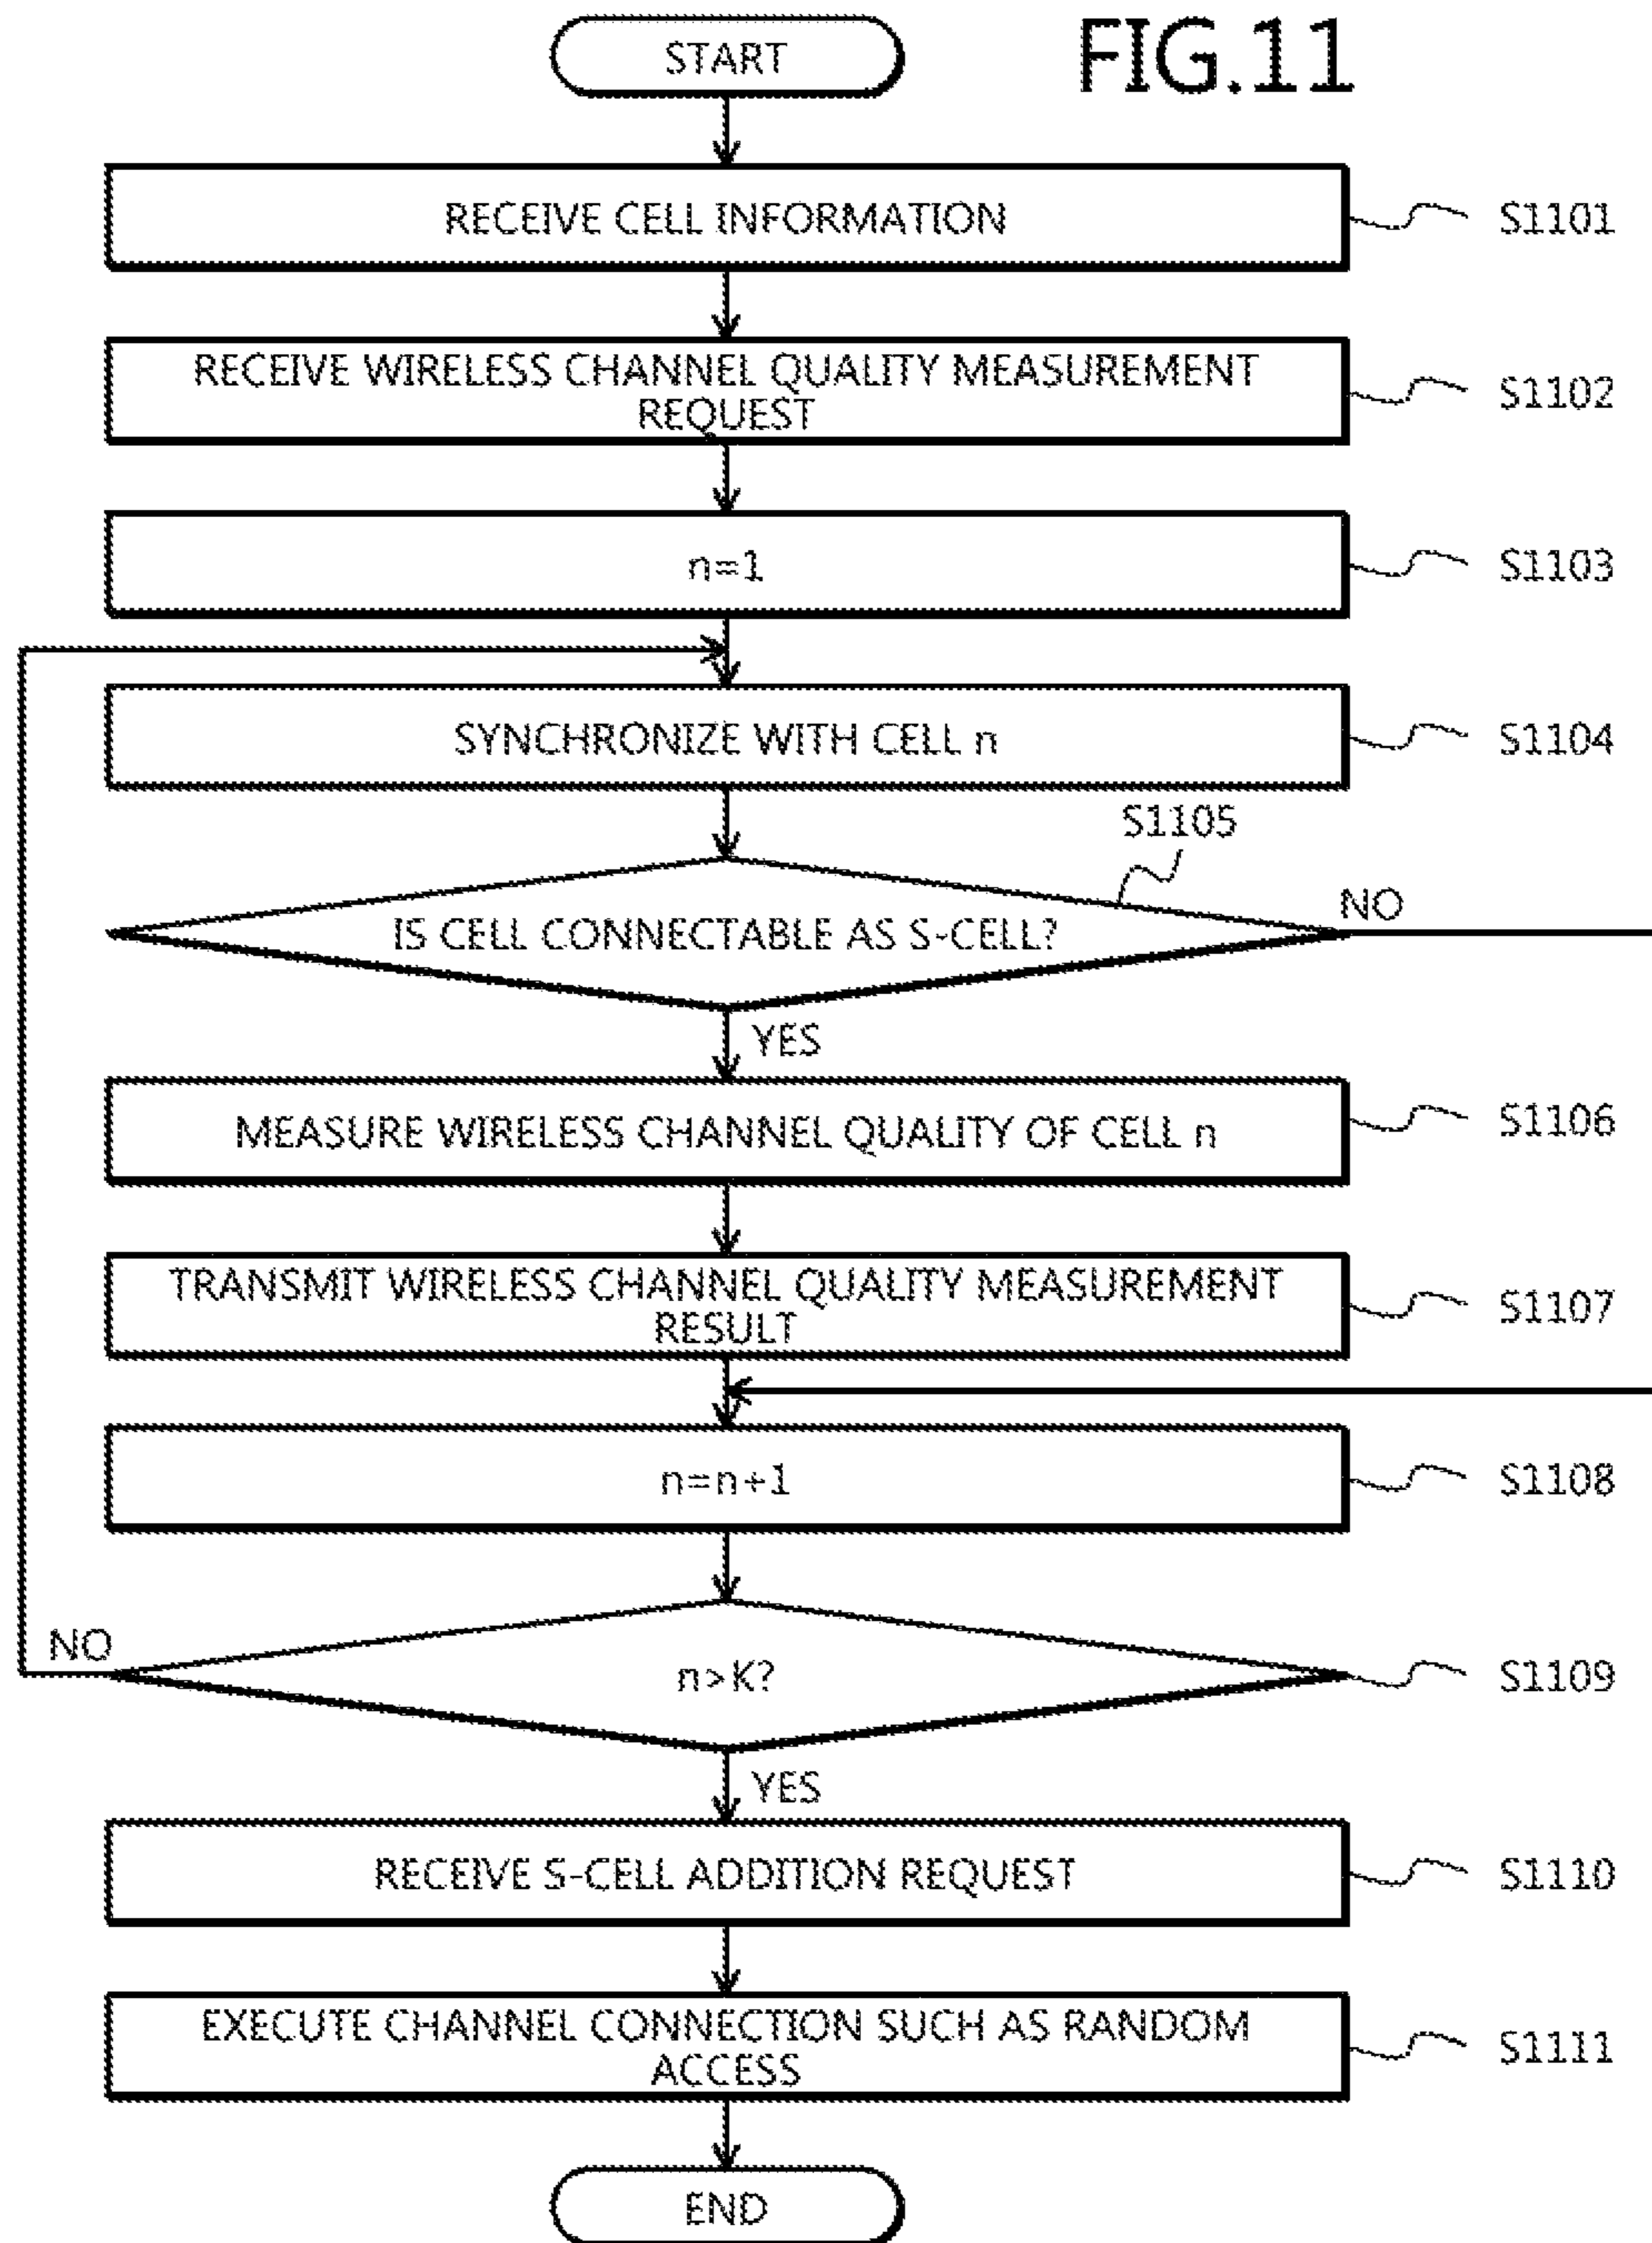 FIG.11
START
RECEIVE CELL INFORMATION
S1101
RECEIVE WIRELESS CHANNEL QUALITY MEASUREMENT
REQUEST
S1102
n=1
S1103
SYNCHRONIZE WITH CELL n
S1104
S1105
IS CELL CONNECTABLE AS S-CELL?
NO
YES
MEASURE WIRELESS CHANNEL QUALITY OF CELL n
S1106
TRANSMIT WIRELESS CHANNEL QUALITY MEASUREMENT
RESULT
S1107
n=n+1
S1108
NO
n>K?
S1109
YES
RECEIVE S-CELL ADDITION REQUEST
S1110
EXECUTE CHANNEL CONNECTION SUCH AS RANDOM
ACCESS
S1111
END